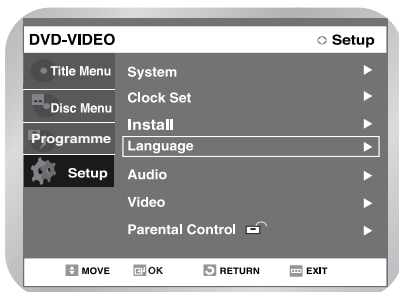 DVD-VIDEO Setup
Title Menu
Disc Menu
Programme
Setup
System
Clock Set
Install
Language
Audio
Video
Parental Control
MOVE OK RETURN EXIT